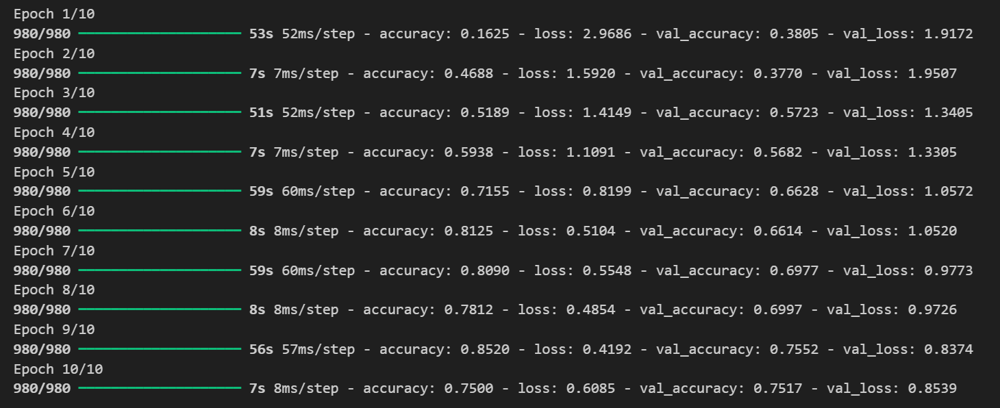 Epoch 1/10
980/980 ━━━━━━━━━━━━━━━━━━━━ 53s 52ms/step - accuracy: 0.1625 - loss: 2.9686 - val_accuracy: 0.3805 - val_loss: 1.9172
Epoch 2/10
980/980 ━━━━━━━━━━━━━━━━━━━━ 7s 7ms/step - accuracy: 0.4688 - loss: 1.5920 - val_accuracy: 0.3770 - val_loss: 1.9507
Epoch 3/10
980/980 ━━━━━━━━━━━━━━━━━━━━ 51s 52ms/step - accuracy: 0.5189 - loss: 1.4149 - val_accuracy: 0.5723 - val_loss: 1.3405
Epoch 4/10
980/980 ━━━━━━━━━━━━━━━━━━━━ 7s 7ms/step - accuracy: 0.5938 - loss: 1.1091 - val_accuracy: 0.5682 - val_loss: 1.3305
Epoch 5/10
980/980 ━━━━━━━━━━━━━━━━━━━━ 59s 60ms/step - accuracy: 0.7155 - loss: 0.8199 - val_accuracy: 0.6628 - val_loss: 1.0572
Epoch 6/10
980/980 ━━━━━━━━━━━━━━━━━━━━ 8s 8ms/step - accuracy: 0.8125 - loss: 0.5104 - val_accuracy: 0.6614 - val_loss: 1.0520
Epoch 7/10
980/980 ━━━━━━━━━━━━━━━━━━━━ 59s 60ms/step - accuracy: 0.8090 - loss: 0.5548 - val_accuracy: 0.6977 - val_loss: 0.9773
Epoch 8/10
980/980 ━━━━━━━━━━━━━━━━━━━━ 8s 8ms/step - accuracy: 0.7812 - loss: 0.4854 - val_accuracy: 0.6997 - val_loss: 0.9726
Epoch 9/10
980/980 ━━━━━━━━━━━━━━━━━━━━ 56s 57ms/step - accuracy: 0.8520 - loss: 0.4192 - val_accuracy: 0.7552 - val_loss: 0.8374
Epoch 10/10
980/980 ━━━━━━━━━━━━━━━━━━━━ 7s 8ms/step - accuracy: 0.7500 - loss: 0.6085 - val_accuracy: 0.7517 - val_loss: 0.8539